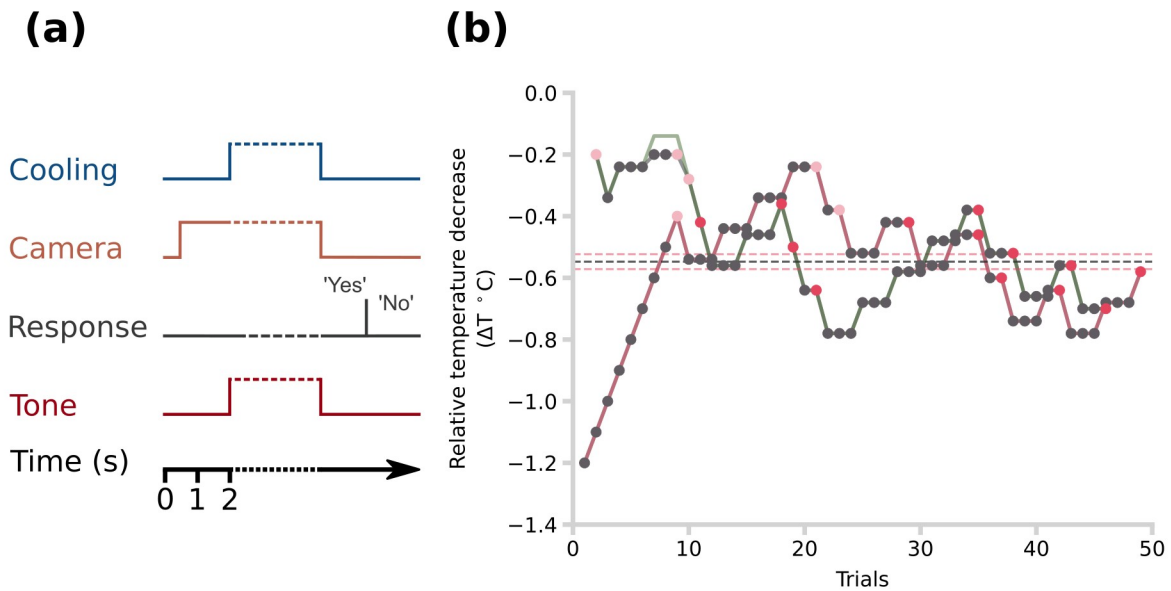 (a)
Cooling
Camera
Response
'Yes'
'No'
Tone
Time (s)
0 1 2
(b)
Relative temperature decrease
(ΔT °C)
0.0
−0.2
−0.4
−0.6
−0.8
−1.0
−1.2
−1.4
0 10 20 30 40 50
Trials